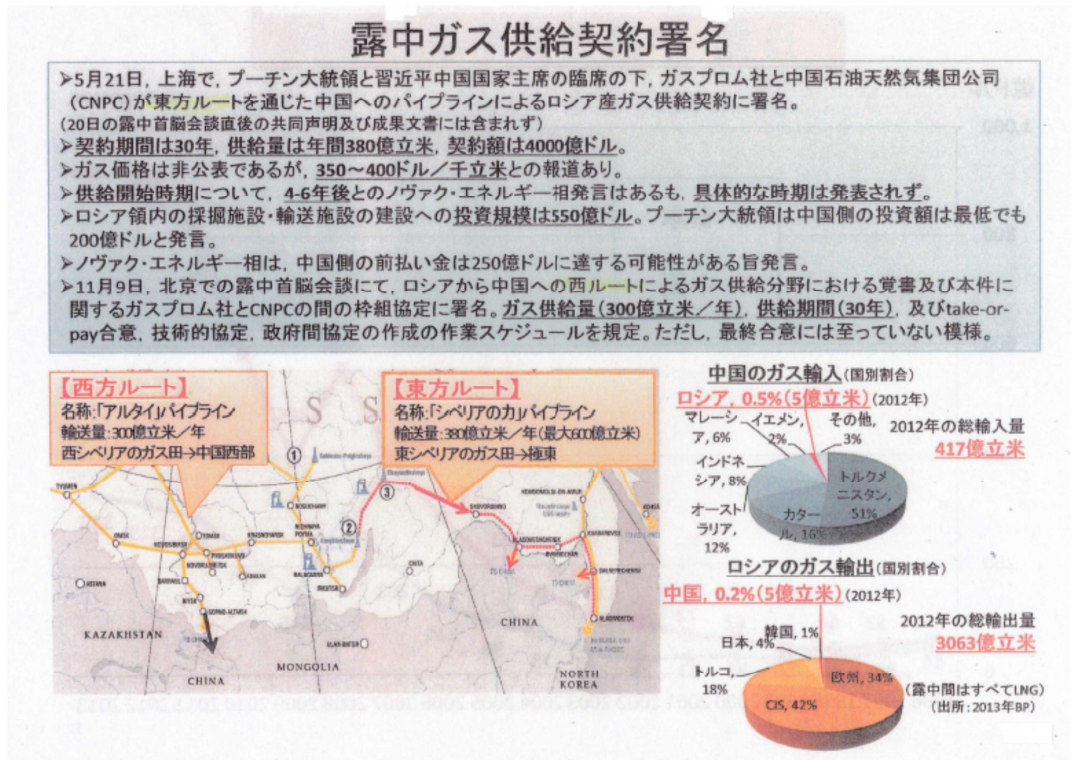 露中ガス供給契約署名
➢5月21日，上海で，プーチン大統領と習近平中国国家主席の臨席の下，ガスプロム社と中国石油天然気集団公司
(CNPC)が東方ルートを通じた中国へのパイプラインによるロシア産ガス供給契約に署名。
(20日の露中首脳会談直後の共同声明及び成果文書には含まれず)
➢契約期間は30年，供給量は年間380億立米，契約額は4000億ドル。
➢ガス価格は非公表であるが，350～400ドル／千立米との報道あり。
➢供給開始時期について，4-6年後とのノヴァク・エネルギー相発言はあるも，具体的な時期は発表されず。
➢ロシア領内の採掘施設・輸送施設の建設への投資規模は550億ドル。プーチン大統領は中国側の投資額は最低でも
200億ドルと発言。
➢ノヴァク・エネルギー相は，中国側の前払い金は250億ドルに達する可能性がある旨発言。
➢11月9日，北京での露中首脳会談にて，ロシアから中国への西ルートによるガス供給分野における覚書及び本件に
関するガスプロム社とCNPCの間の枠組協定に署名。ガス供給量(300億立米／年)，供給期間(30年)，及びtake-or-
pay合意，技術的協定，政府間協定の作成の作業スケジュールを規定。ただし，最終合意には至っていない模様。
【西方ルート】
名称:「アルタイ」パイプライン
輸送量:300億立米／年
西シベリアのガス田→中国西部
【東方ルート】
名称:「シベリアの力」パイプライン
輸送量:380億立米／年(最大600億立米)
東シベリアのガス田→極東
S S
①
②
③
TYUMEN
OMSK
NOVOSIBIRSK
TOMSK
PROSKOKOVO
NOVOKUZNETSK
BARNAUL
BIYSK
GORNO-ALTAISK
ABAKAN
KRASNOYARSK
BOGUCHANY
NIZHNYAYA POYMA
BALAGANSK
IRKUTSK
CHITA
ULAN-BATOR
ASTANA
SKOVORODINO
BLAGOVESHCHENSK
BIROBIDZHAN
KHABAROVSK
KOMSOMOLSK-ON-AMUR
DALNERECHENSK
VLADIVOSTOK
TO CHINA
TO CHINA
KAZAKHSTAN
CHINA
MONGOLIA
CHINA
NORTH
KOREA
中国のガス輸入(国別割合)
ロシア，0.5%(5億立米)(2012年)
マレーシア，6%
イエメン，2%
その他，3%
インドネシア，8%
オーストラリア，12%
カタール，16%
トルクメニスタン，51%
2012年の総輸入量
417億立米
ロシアのガス輸出(国別割合)
中国，0.2%(5億立米)(2012年)
韓国，1%
日本，4%
トルコ，18%
CIS，42%
欧州，34%
2012年の総輸出量
3063億立米
(露中間はすべてLNG)
(出所：2013年BP)